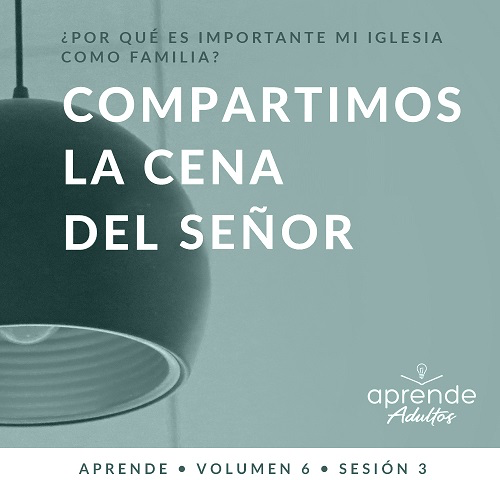 ¿POR QUÉ ES IMPORTANTE MI IGLESIA
COMO FAMILIA?
COMPARTIMOS
LA CENA
DEL SEÑOR
aprende
Adultos
APRENDE • VOLUMEN 6 • SESIÓN 3